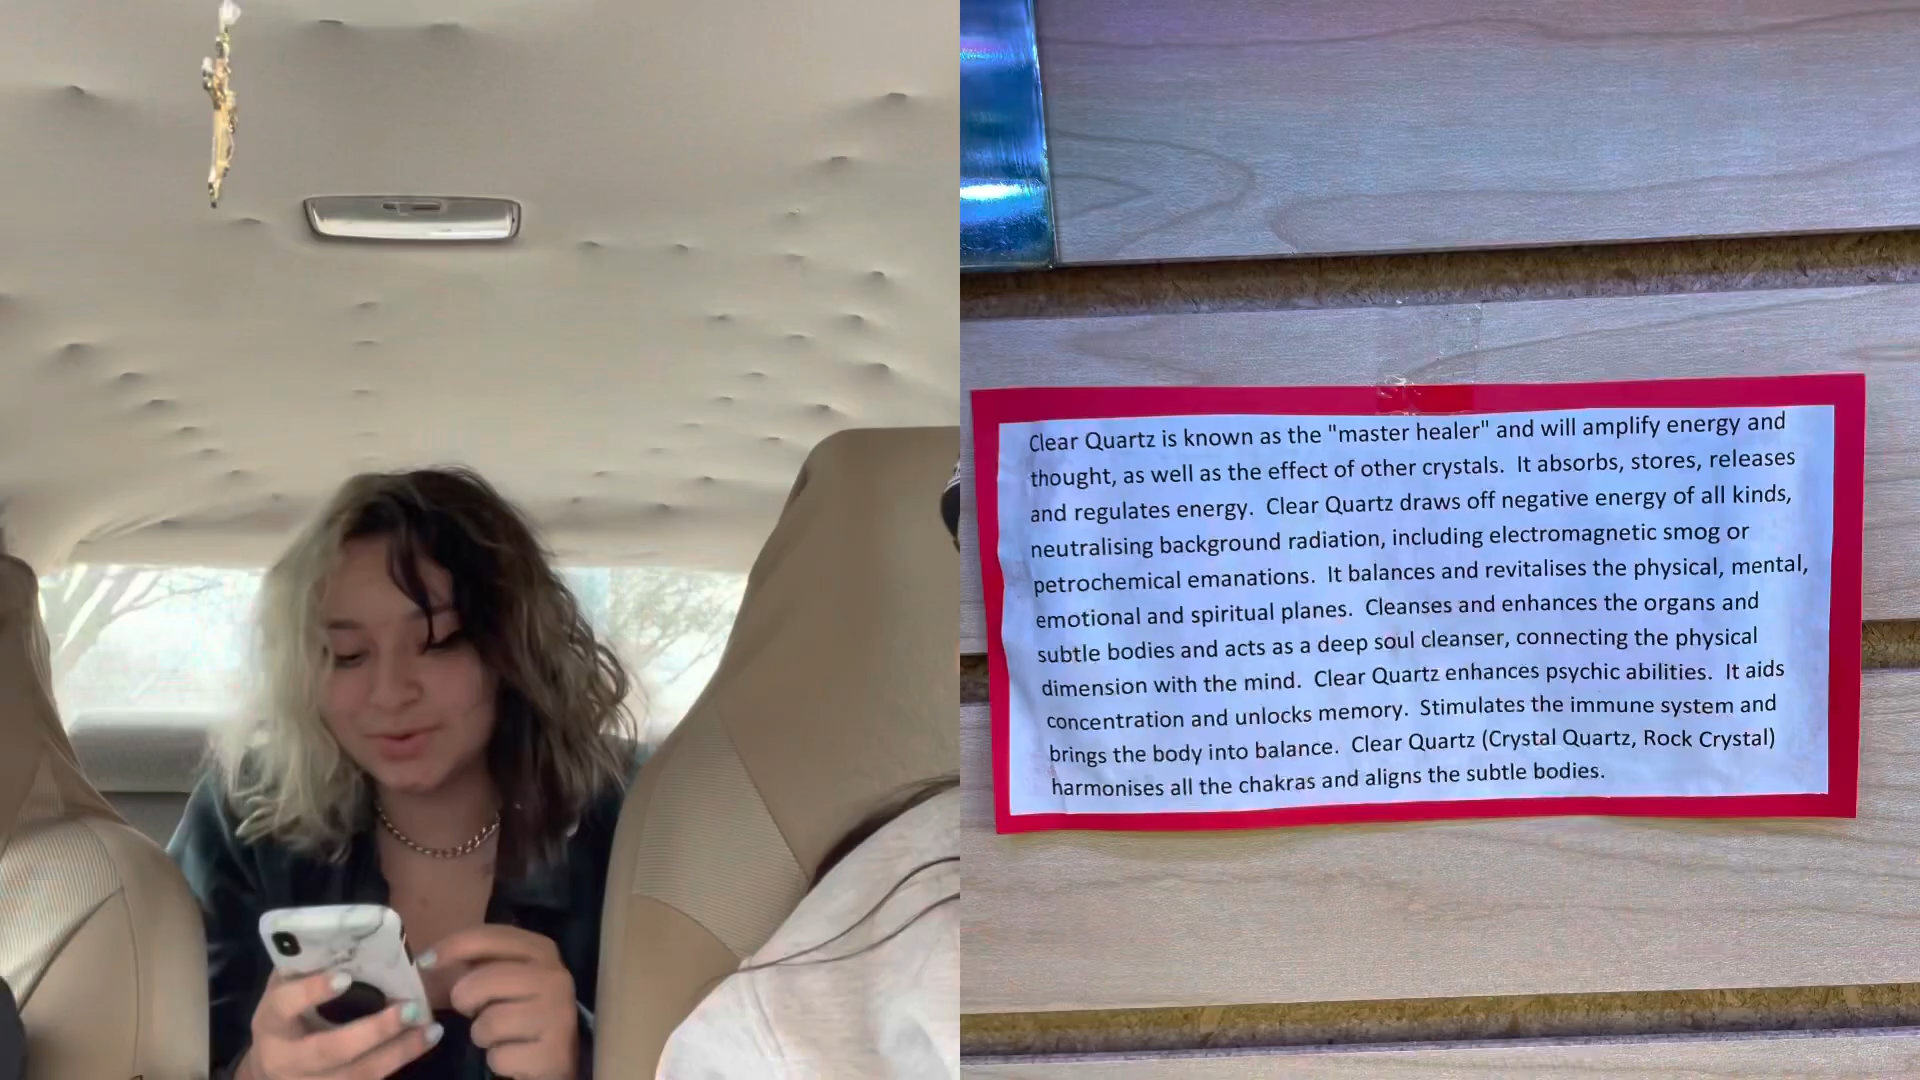 Clear Quartz is known as the "master healer" and will amplify energy and
thought, as well as the effect of other crystals. It absorbs, stores, releases
and regulates energy. Clear Quartz draws off negative energy of all kinds,
neutralising background radiation, including electromagnetic smog or
petrochemical emanations. It balances and revitalises the physical, mental,
emotional and spiritual planes. Cleanses and enhances the organs and
subtle bodies and acts as a deep soul cleanser, connecting the physical
dimension with the mind. Clear Quartz enhances psychic abilities. It aids
concentration and unlocks memory. Stimulates the immune system and
brings the body into balance. Clear Quartz (Crystal Quartz, Rock Crystal)
harmonises all the chakras and aligns the subtle bodies.